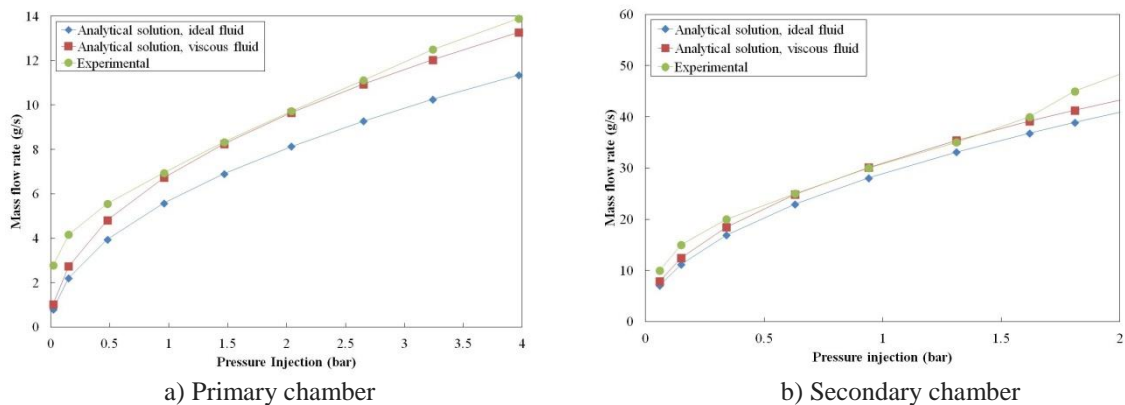 14
12
10
8
6
4
2
0
Mass flow rate (g/s)
Analytical solution, ideal fluid
Analytical solution, viscous fluid
Experimental
0 0.5 1 1.5 2 2.5 3 3.5 4
Pressure Injection (bar)
a) Primary chamber
60
50
40
30
20
10
0
Mass flow rate (g/s)
Analytical solution, ideal fluid
Analytical solution, viscous fluid
Experimental
0 0.5 1 1.5 2
Pressure injection (bar)
b) Secondary chamber